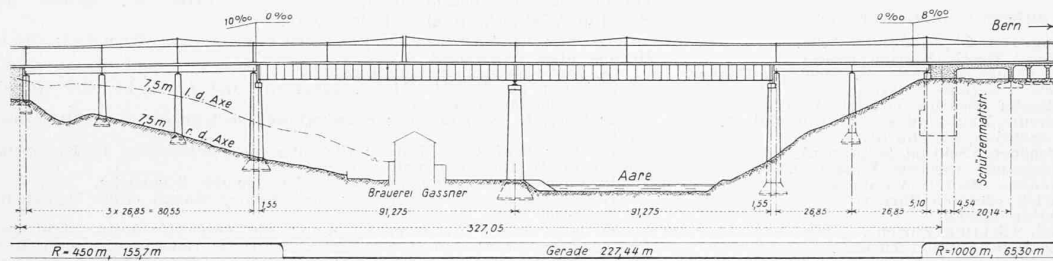 10‰ 0‰
0‰ 8‰
Bern
7,5 m l. d. Axe
7,5 m r. d. Axe
Brauerei Gassner
Aare
Schützenmattstr.
3 x 26,85 = 80,55
1,55
91,275
91,275
1,55
26,85
26,85
5,10
4,54
20,14
327,05
R = 450 m, 155,7 m
Gerade 227,44 m
R = 1000 m, 65,30 m